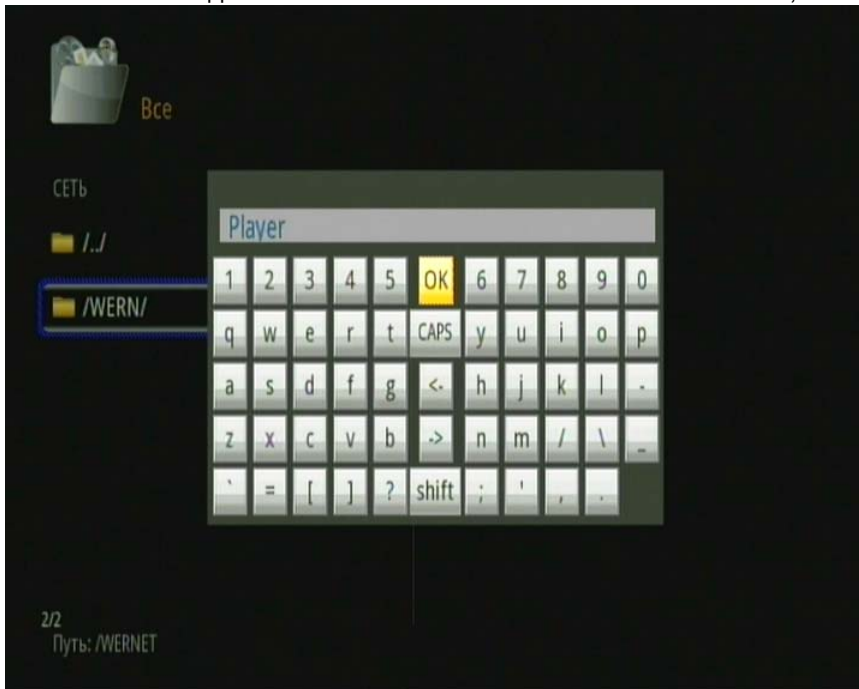 Все
СЕТЬ
/../
/WERN/
Player
1 2 3 4 5 OK 6 7 8 9 0
q w e r t CAPS y u i o p
a s d f g <- h j k l -
z x c v b -> n m / \ _
` = [ ] ? shift ; ' , .
2/2
Путь: /WERNET